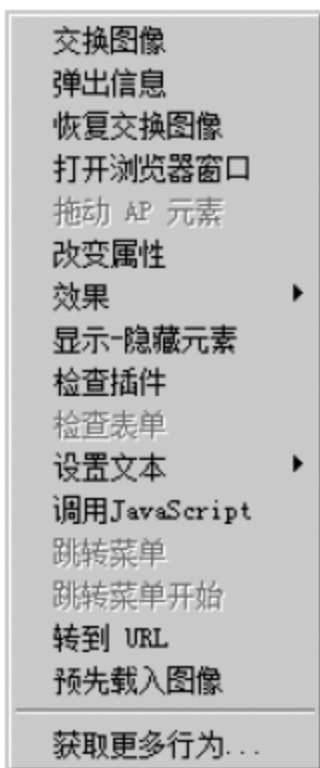 交换图像
弹出信息
恢复交换图像
打开浏览器窗口
拖动 AP 元素
改变属性
效果
显示-隐藏元素
检查插件
检查表单
设置文本
调用JavaScript
跳转菜单
跳转菜单开始
转到 URL
预先载入图像
获取更多行为...